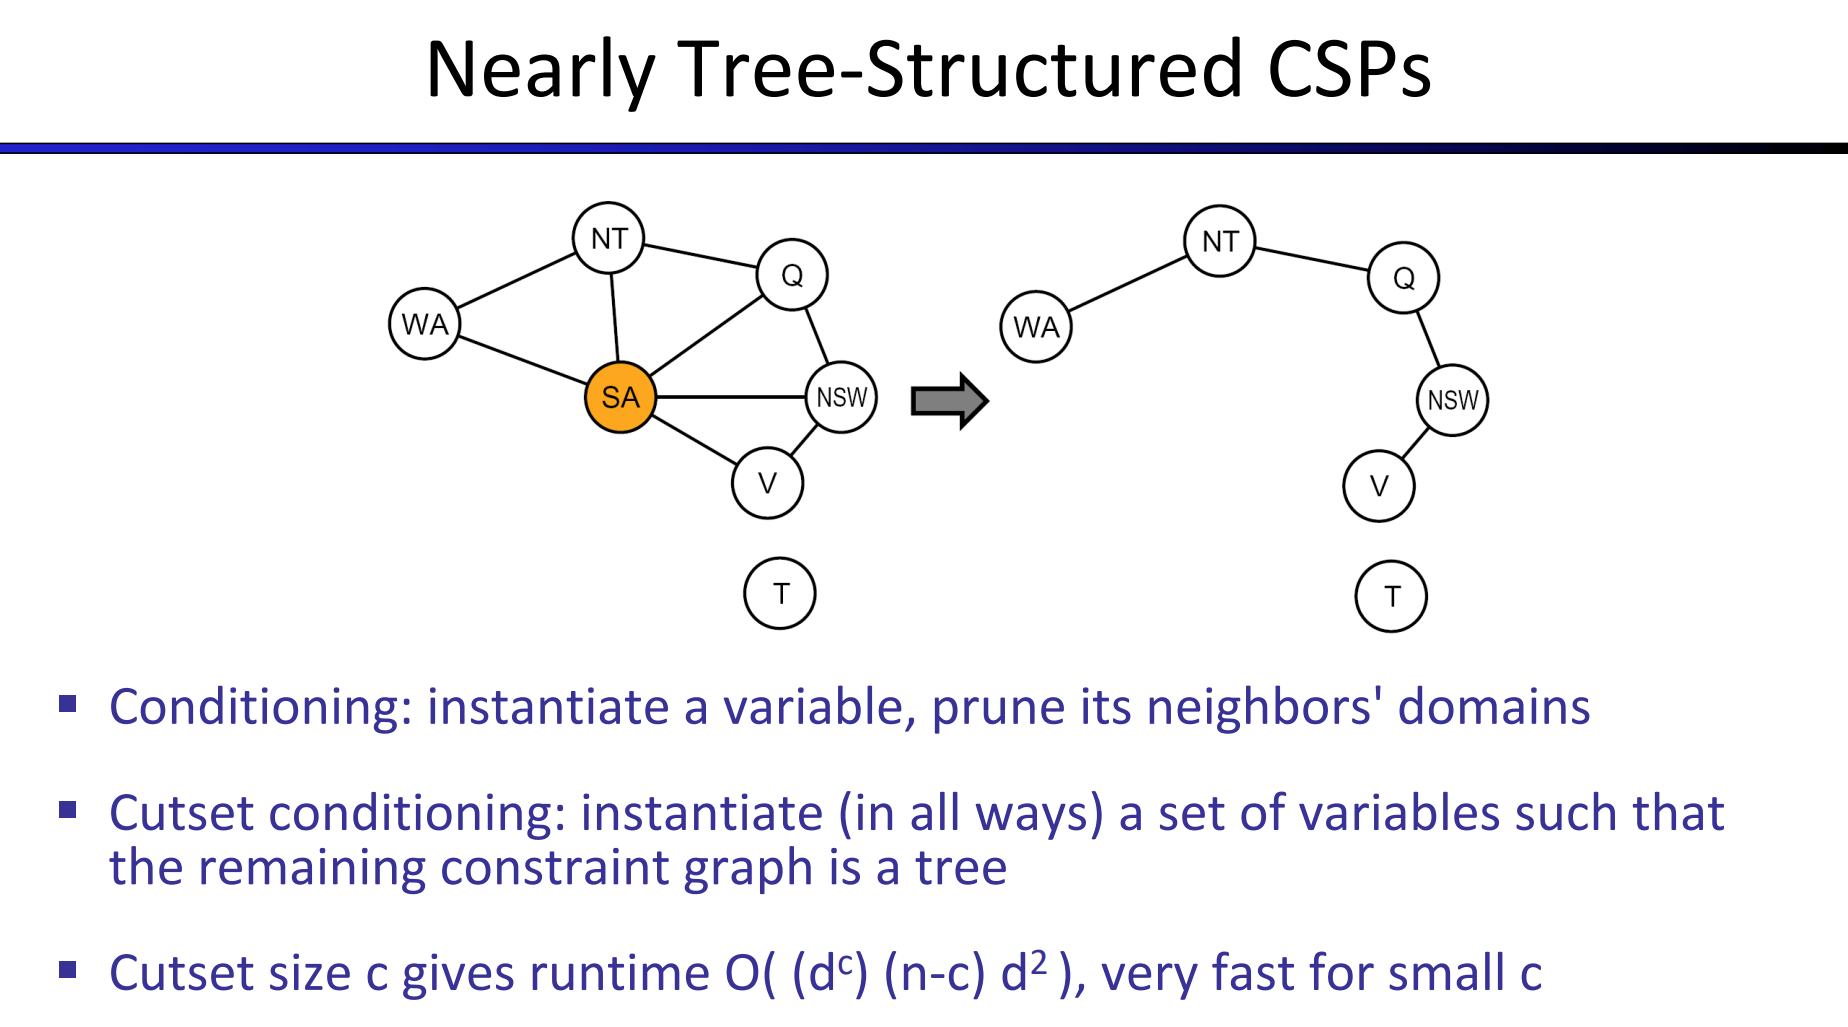 Nearly Tree-Structured CSPs
NT
Q
WA
SA
NSW
V
T
NT
Q
WA
NSW
V
T
▪ Conditioning: instantiate a variable, prune its neighbors' domains
▪ Cutset conditioning: instantiate (in all ways) a set of variables such that
the remaining constraint graph is a tree
▪ Cutset size c gives runtime O( (dᶜ) (n-c) d² ), very fast for small c